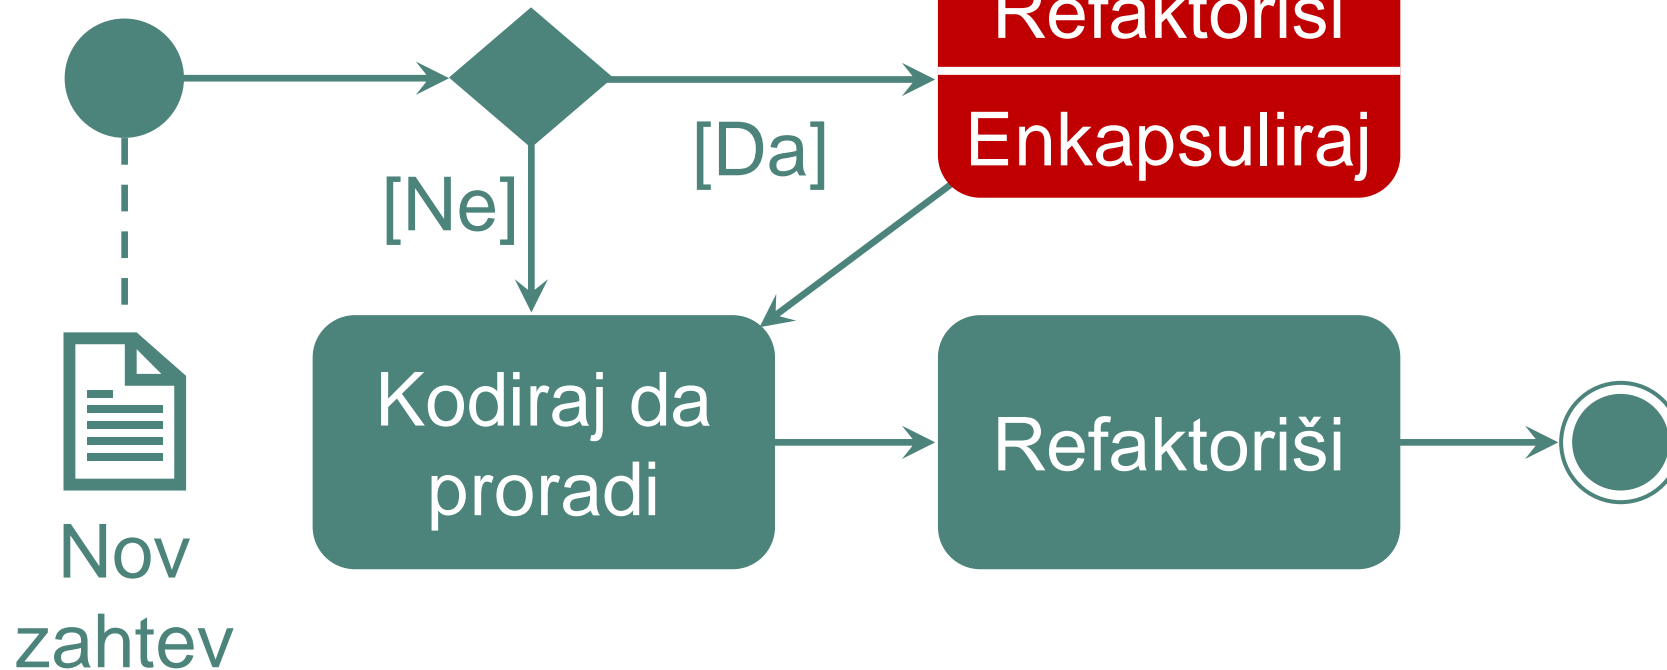 Refaktoriši
Enkapsuliraj
[Da]
[Ne]
Kodiraj da
proradi
Refaktoriši
Nov
zahtev